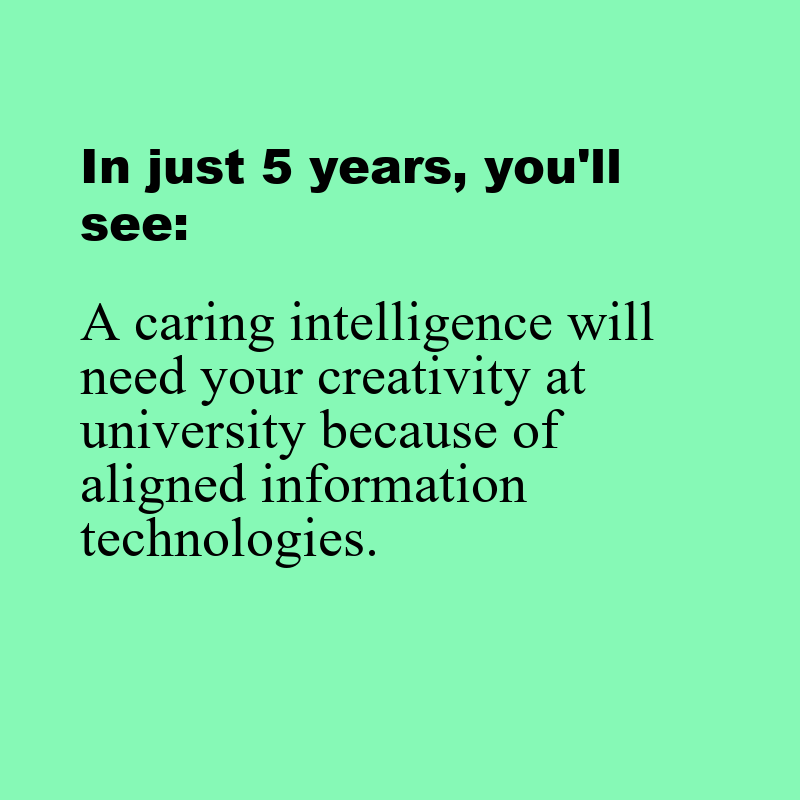 In just 5 years, you'll
see:
A caring intelligence will
need your creativity at
university because of
aligned information
technologies.